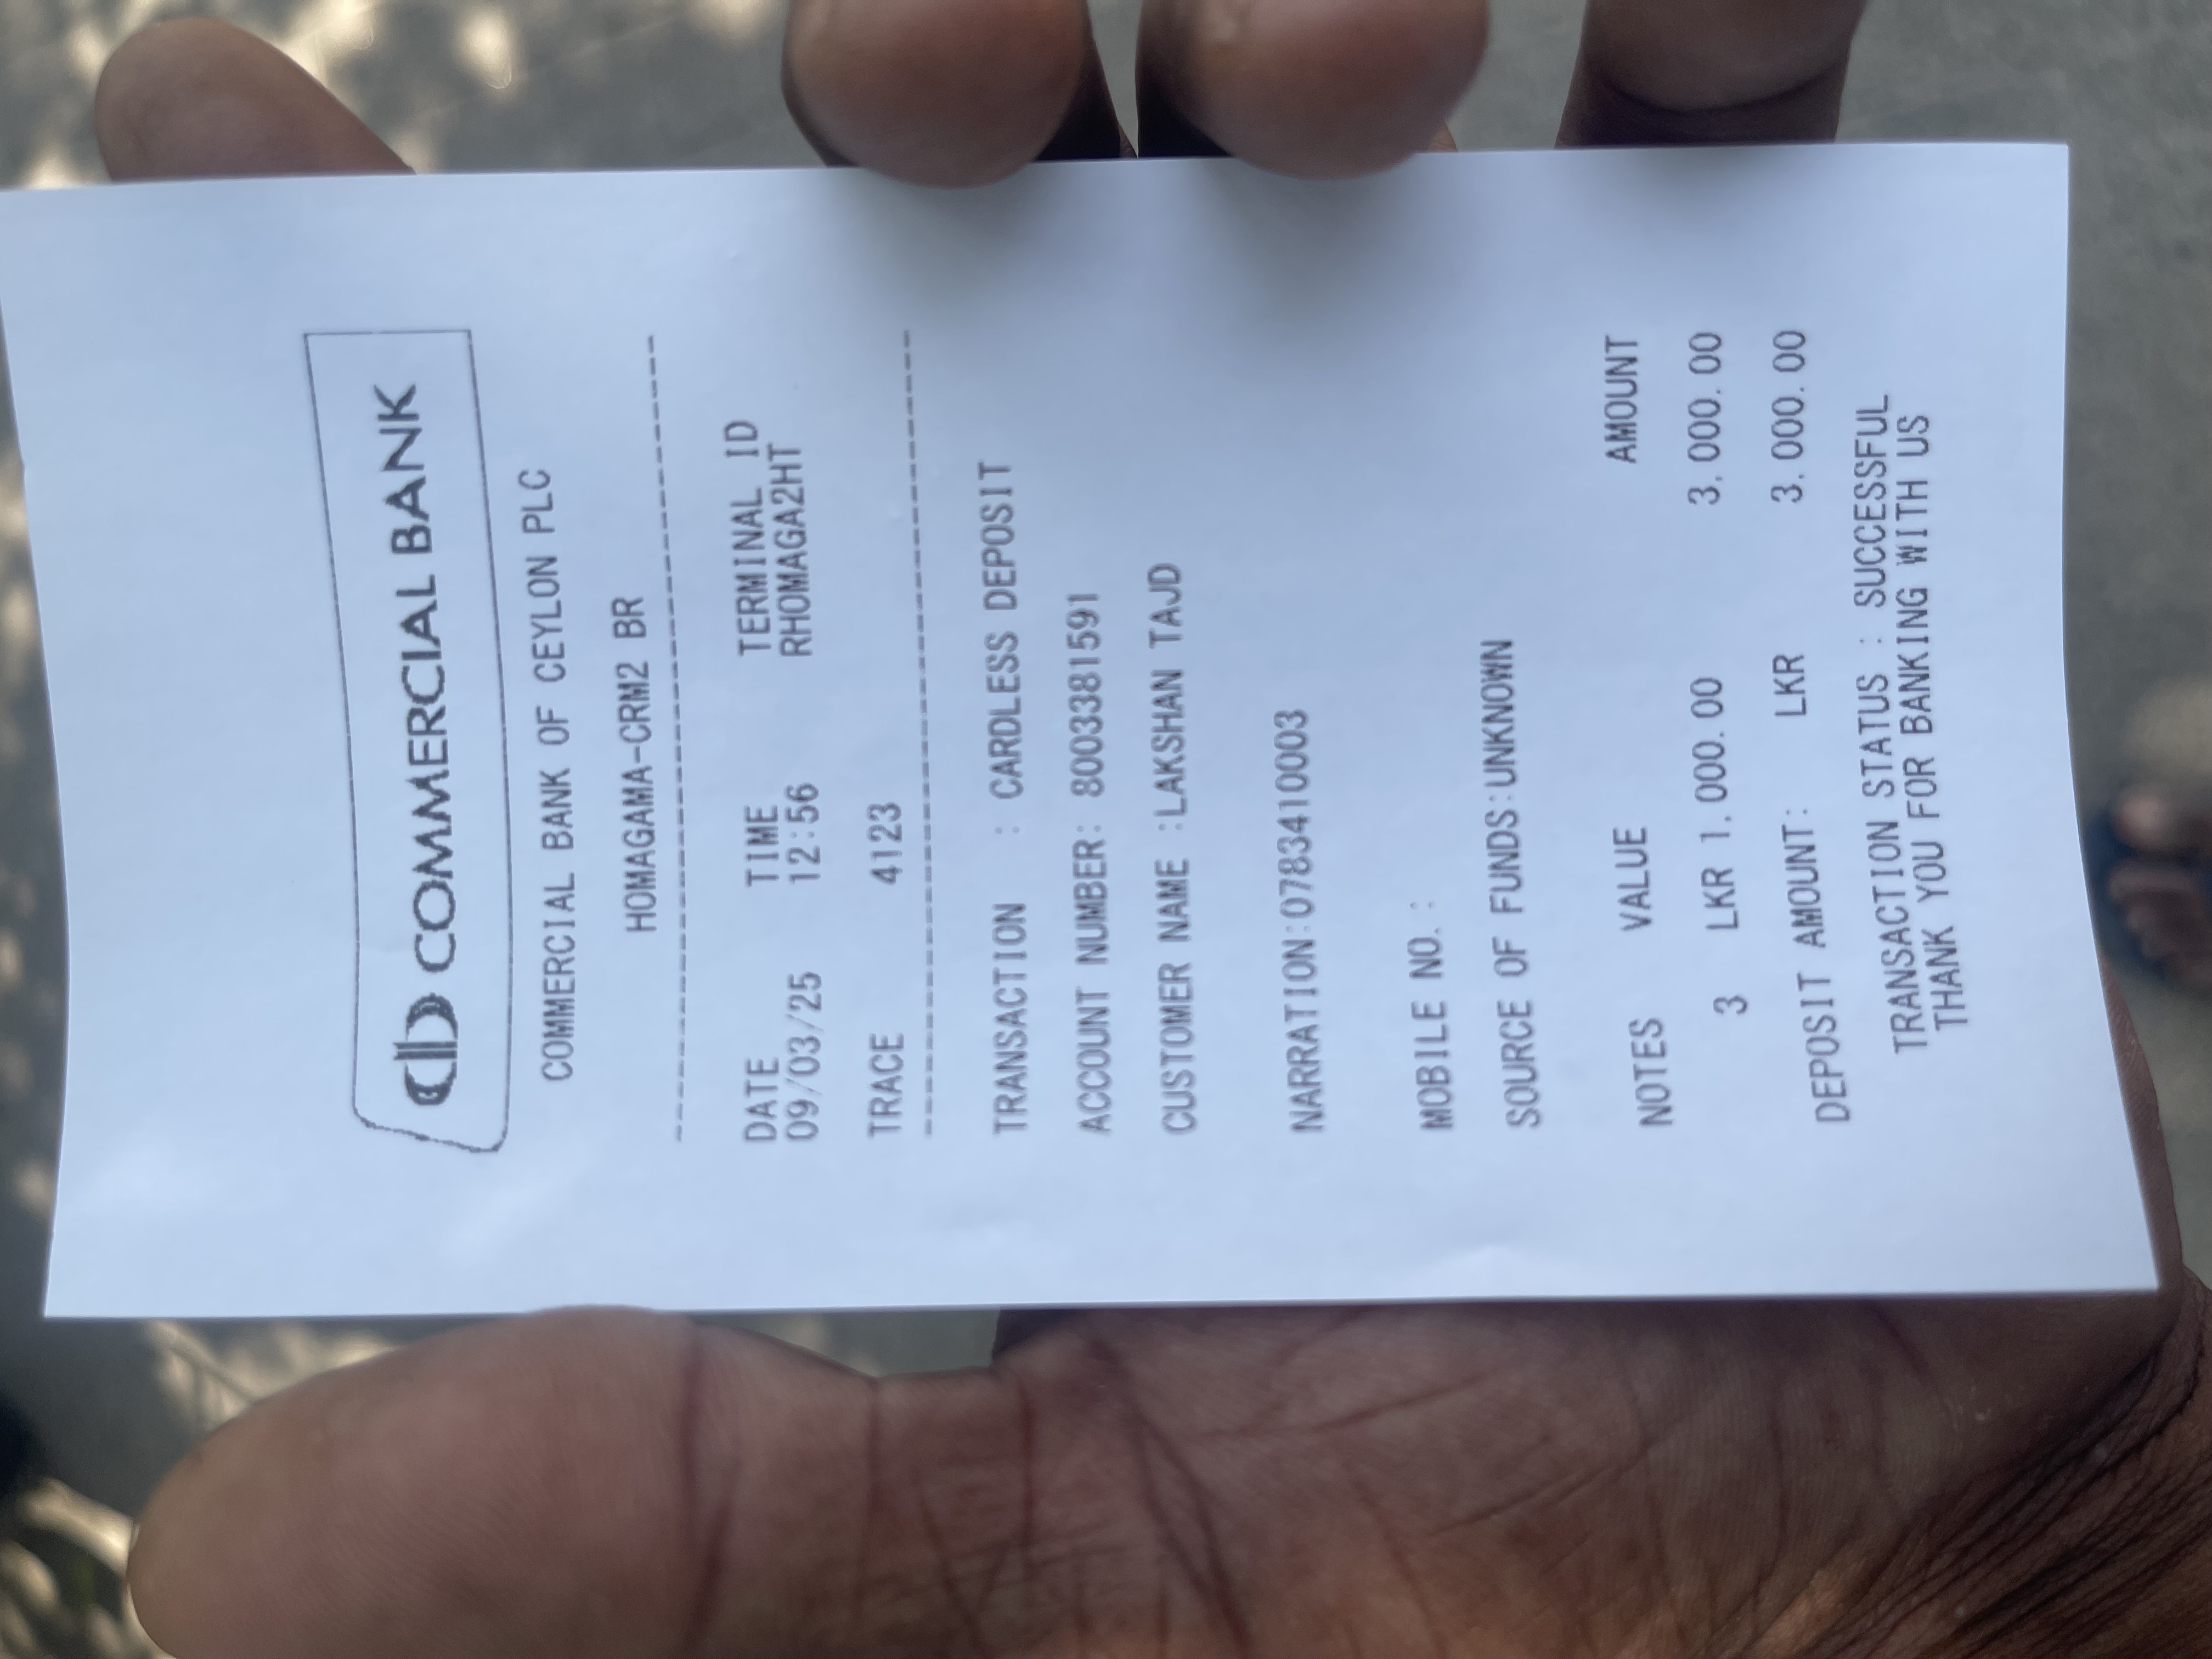 COMMERCIAL BANK
COMMERCIAL BANK OF CEYLON PLC
HOMAGAMA-CRM2 BR
DATE TIME TERMINAL ID
09/03/25 12:56 RHOMAGA2HT
TRACE 4123
TRANSACTION : CARDLESS DEPOSIT
ACCOUNT NUMBER: 8003381591
CUSTOMER NAME :LAKSHAN TAJD
NARRATION:0783410003
MOBILE NO. :
SOURCE OF FUNDS:UNKNOWN
NOTES VALUE AMOUNT
3 LKR 1,000.00 3,000.00
DEPOSIT AMOUNT: LKR 3,000.00
TRANSACTION STATUS : SUCCESSFUL
THANK YOU FOR BANKING WITH US